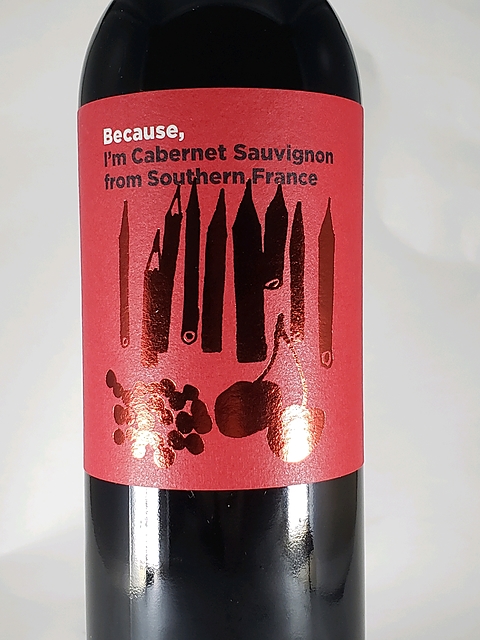 Because,
I'm Cabernet Sauvignon
from Southern France